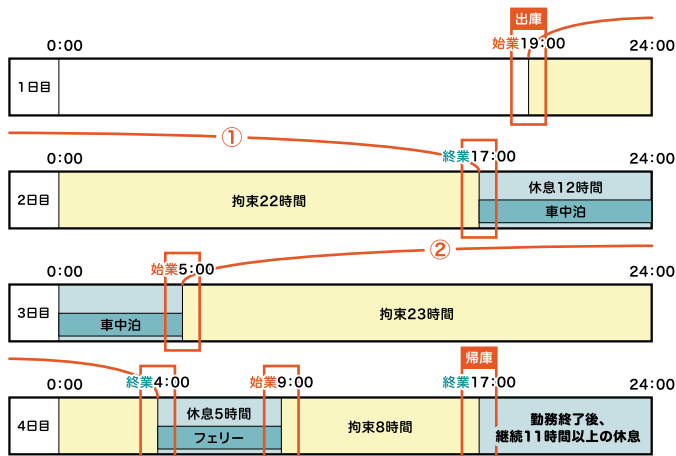 出庫
0:00 始業19:00 24:00
1日目
①
0:00 終業17:00 24:00
2日目 拘束22時間 休息12時間
車中泊
②
0:00 始業5:00 24:00
3日目 車中泊 拘束23時間
帰庫
0:00 終業4:00 始業9:00 終業17:00 24:00
4日目 休息5時間 拘束8時間 勤務終了後、
フェリー 継続11時間以上の休息